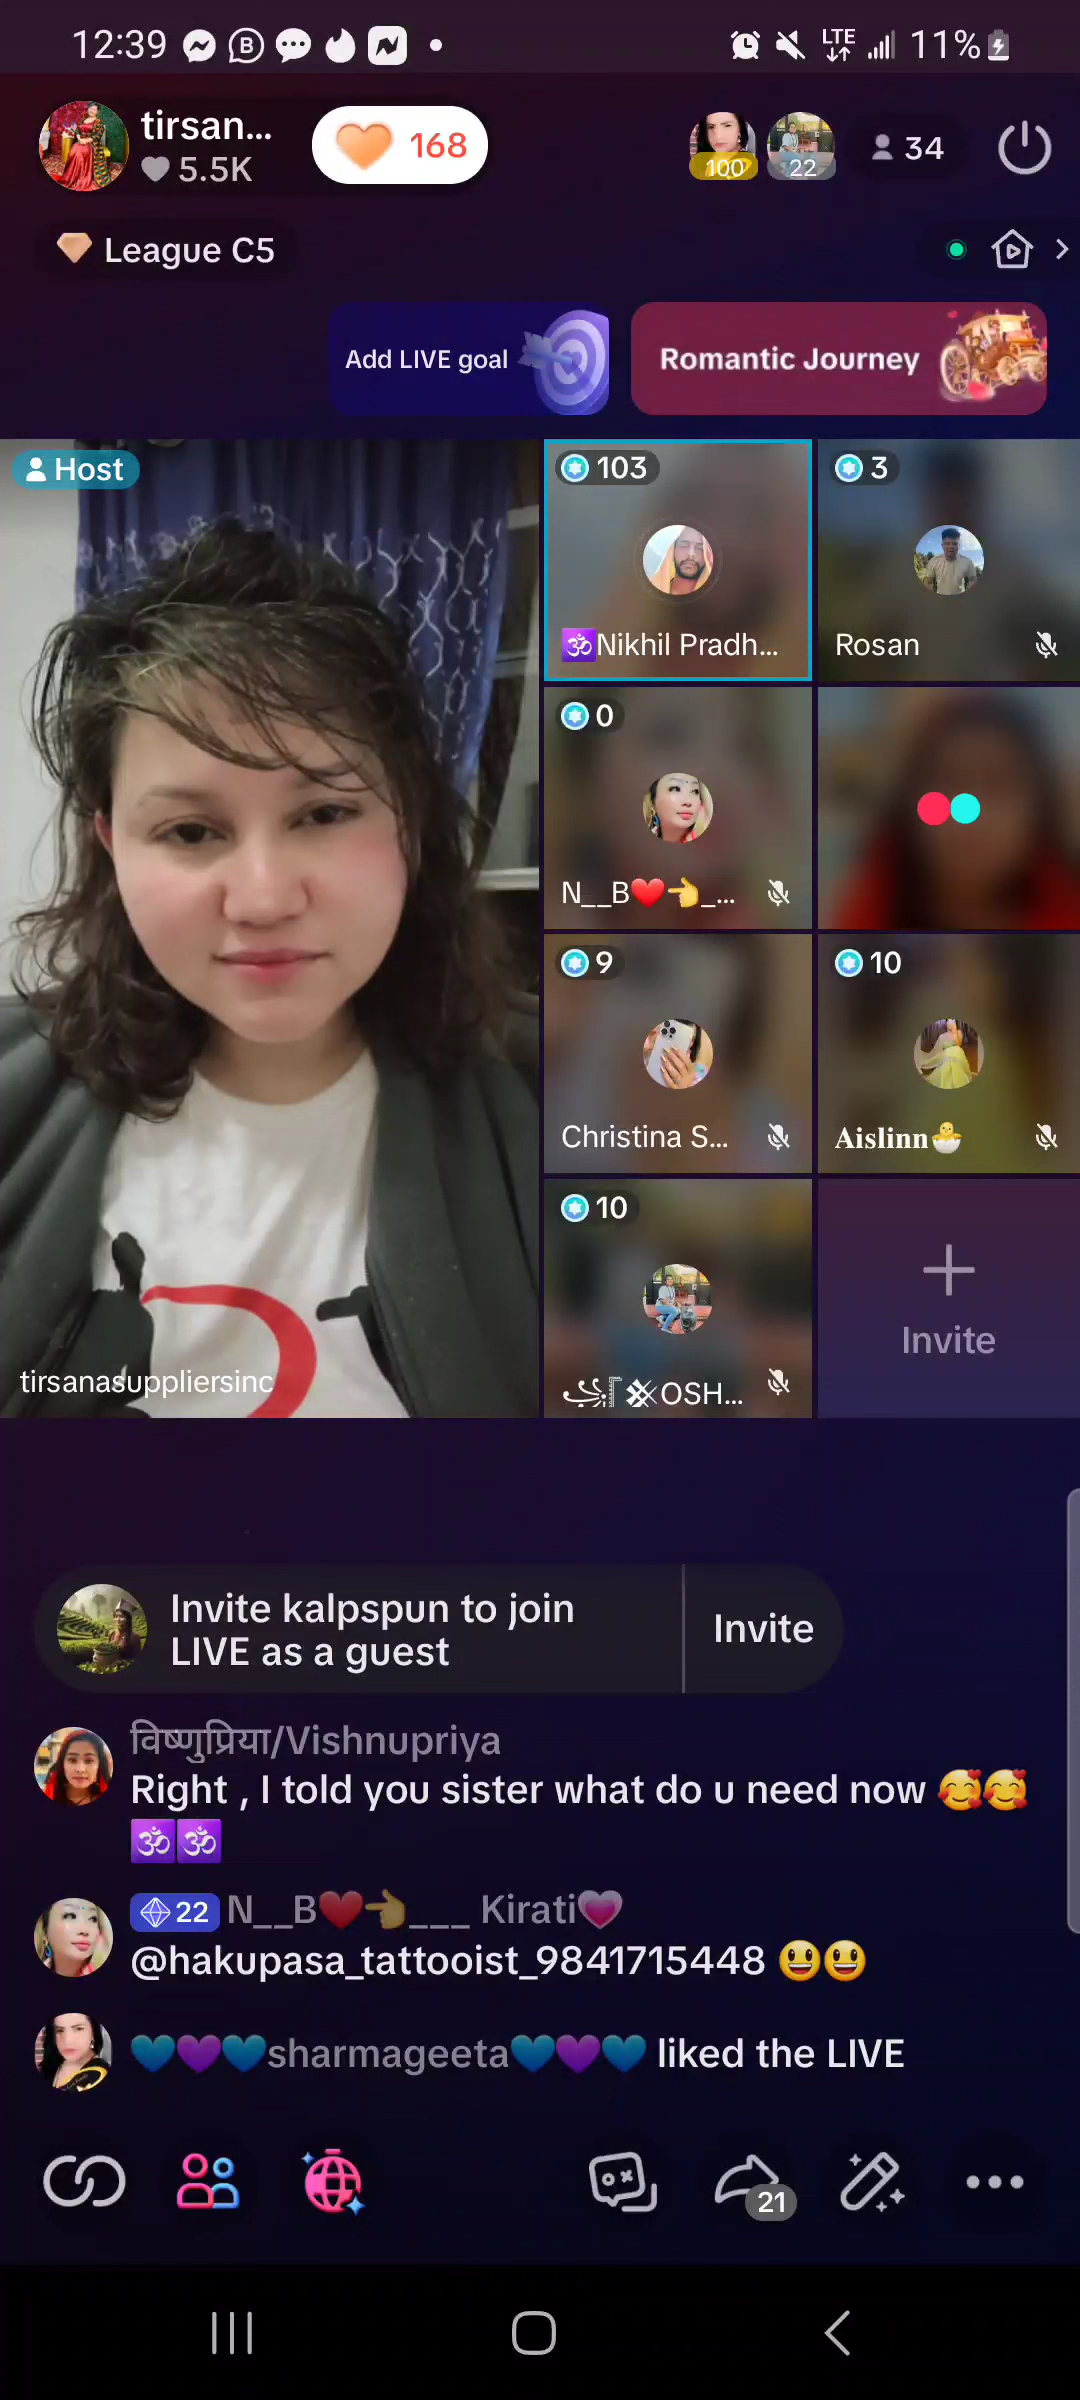 12:39
LTE
11%
tirsan...
5.5K
168
100
22
34
League C5
Add LIVE goal
Romantic Journey
Host
103
🕉Nikhil Pradh...
3
Rosan
0
N__B❤️👈_...
9
Christina S...
10
Aislinn🐣
10
OSH...
Invite
tirsanasuppliersinc
Invite kalpspun to join
LIVE as a guest
Invite
विष्णुप्रिया/Vishnupriya
Right , I told you sister what do u need now 🥰🥰
🕉🕉
22 N__B❤️👈___ Kirati💗
@hakupasa_tattooist_9841715448 😃😃
💙💜💙sharmageeta💙💜💙 liked the LIVE
21